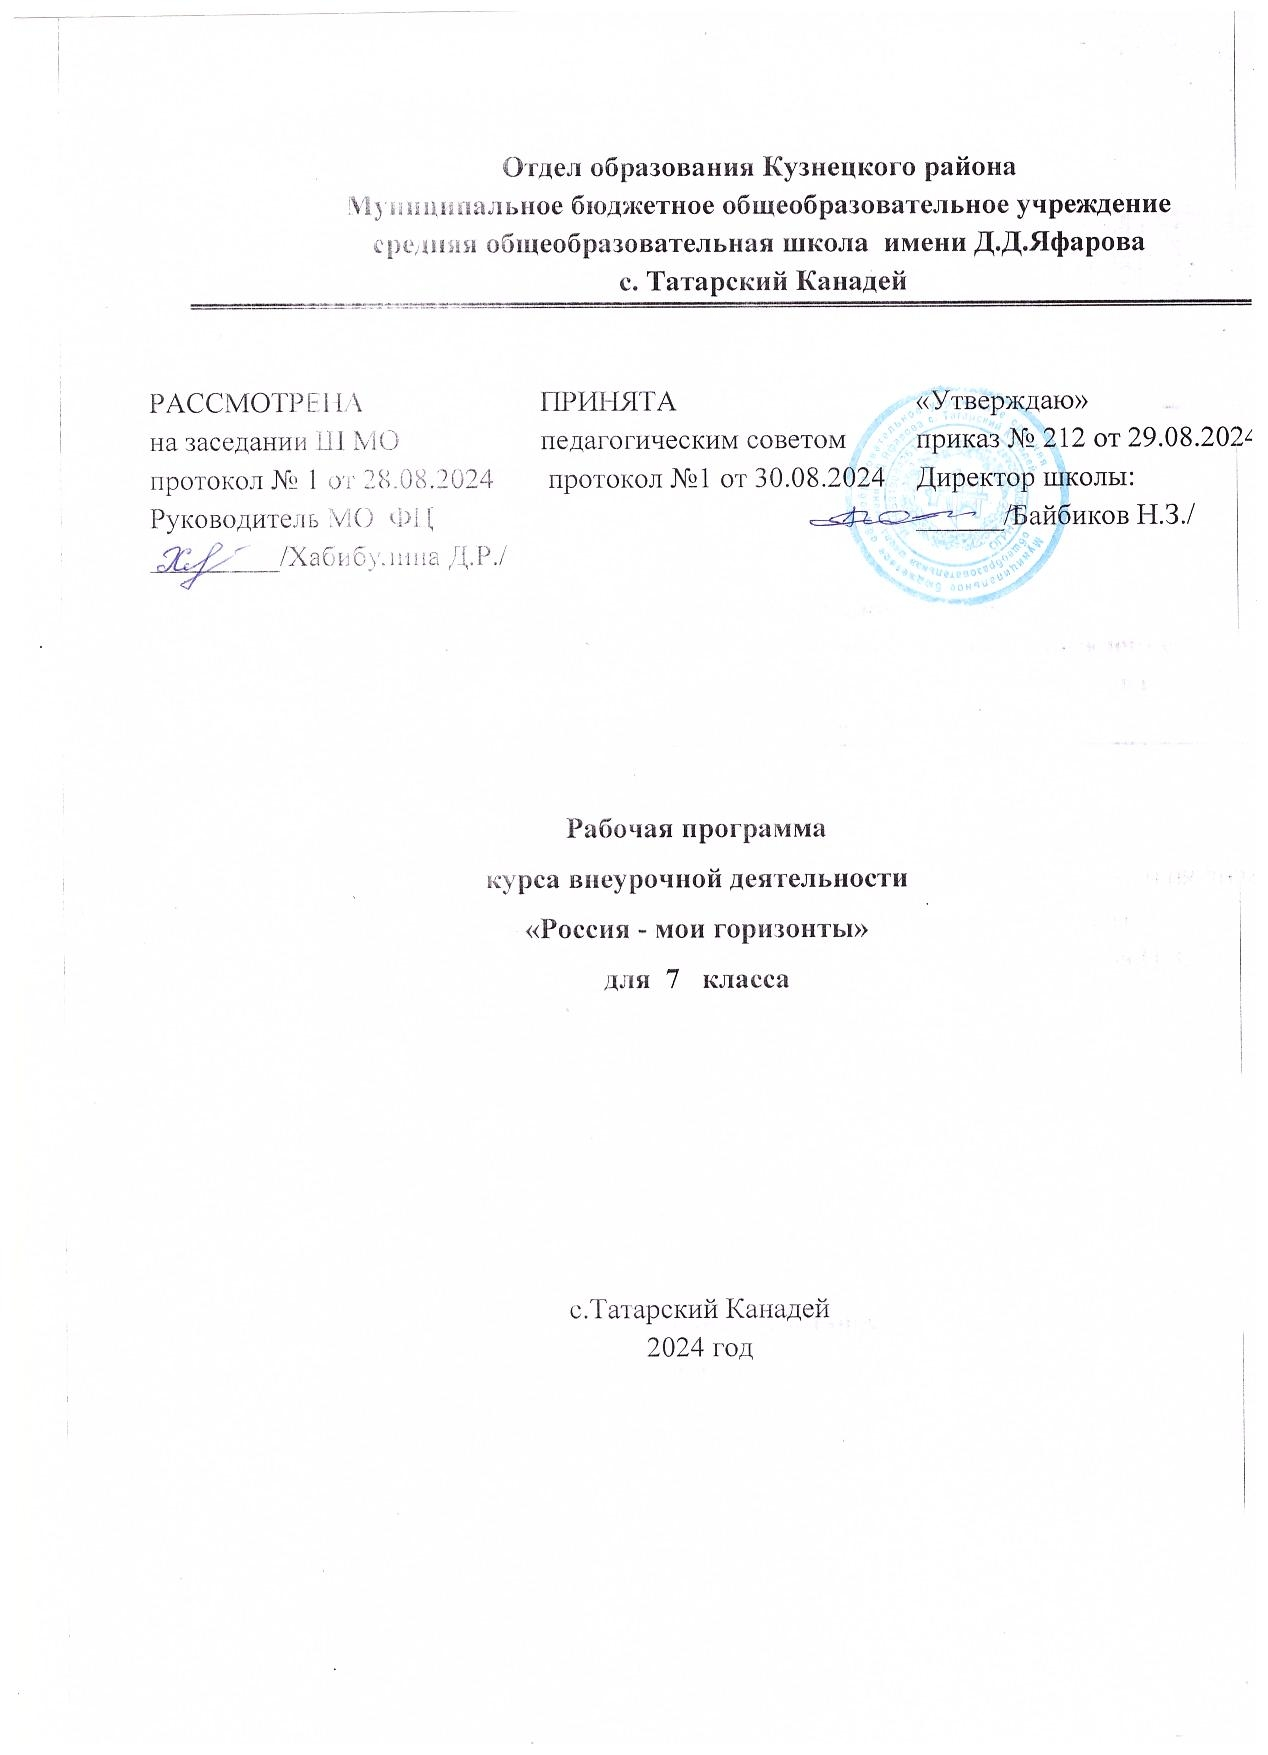 Отдел образования Кузнецкого района
Муниципальное бюджетное общеобразовательное учреждение
средняя общеобразовательная школа имени Д.Д.Яфарова
с. Татарский Канадей
РАССМОТРЕНА
на заседании ШМО
протокол № 1 от 28.08.2024
Руководитель МО ФЦ
/Хабибулина Д.Р./
ПРИНЯТА
педагогическим советом
протокол №1 от 30.08.2024
«Утверждаю»
приказ № 212 от 29.08.2024
Директор школы:
/Байбиков Н.З./
Рабочая программа
курса внеурочной деятельности
«Россия - мои горизонты»
для 7 класса
с.Татарский Канадей
2024 год